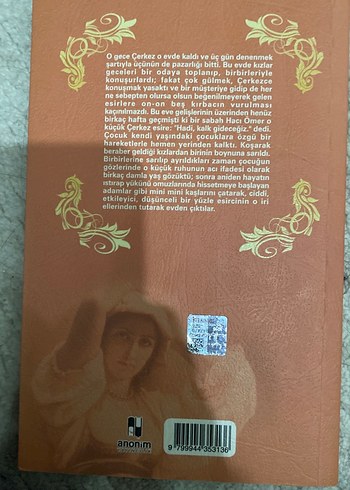 O gece Çerkez o evde kaldı ve üç gün denenmek
şartıyla üçünün de pazarlığı bitti. Bu evde kızlar
geceleri bir odaya toplanıp, birbirleriyle
konuşurlardı; fakat çok gülmek, Çerkezce
konuşmak yasaktı ve bir müşteriye gidip de her
ne sebepten olursa olsun beğenilmeyerek gelen
esirlere on-on beş kırbacın vurulması
kaçınılmazdı. Bu eve gelişlerinin üzerinden henüz
birkaç hafta geçmişti ki bir sabah Hacı Ömer o
küçük Çerkez esire: "Hadi, kalk gideceğiz." dedi.
Çocuk kendi yaşındaki çocuklara özgü bir
hareketlerle hemen yerinden kalktı. Koşarak
beraber geldiği kızlardan birinin boynuna sarıldı.
Birbirlerine sarılıp ayrıldıkları zaman çocuğun
gözlerinde o küçük ruhunun acı ifadesi olarak
birkaç damla yaş gözüktü; sonra aniden hayatın
ıstırap yükünü omuzlarında hissetmeye başlayan
adamlar gibi mini mini kaşlarını çatarak, ciddi,
etkileyici, düşünceli bir yüzle esircinin o iri
ellerinden tutarak evden çıktılar.
anonim
9 799944 353136